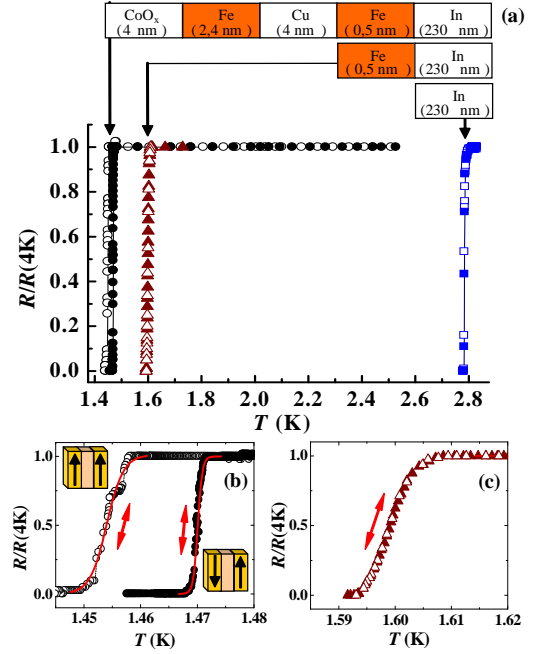 CoOx Fe Cu Fe In (a)
(4 nm) (2,4 nm) (4 nm) (0,5 nm) (230 nm)
Fe In
(0,5 nm) (230 nm)
In
(230 nm)
1.0
0.8
0.6
0.4
0.2
0.0
R/R(4K)
1.4 1.6 1.8 2.0 2.2 2.4 2.6 2.8
T (K)
(b)
1.0
0.5
0.0
R/R(4K)
1.45 1.46 1.47 1.48
T (K)
(c)
1.0
0.5
0.0
R/R(4K)
1.59 1.60 1.61 1.62
T (K)